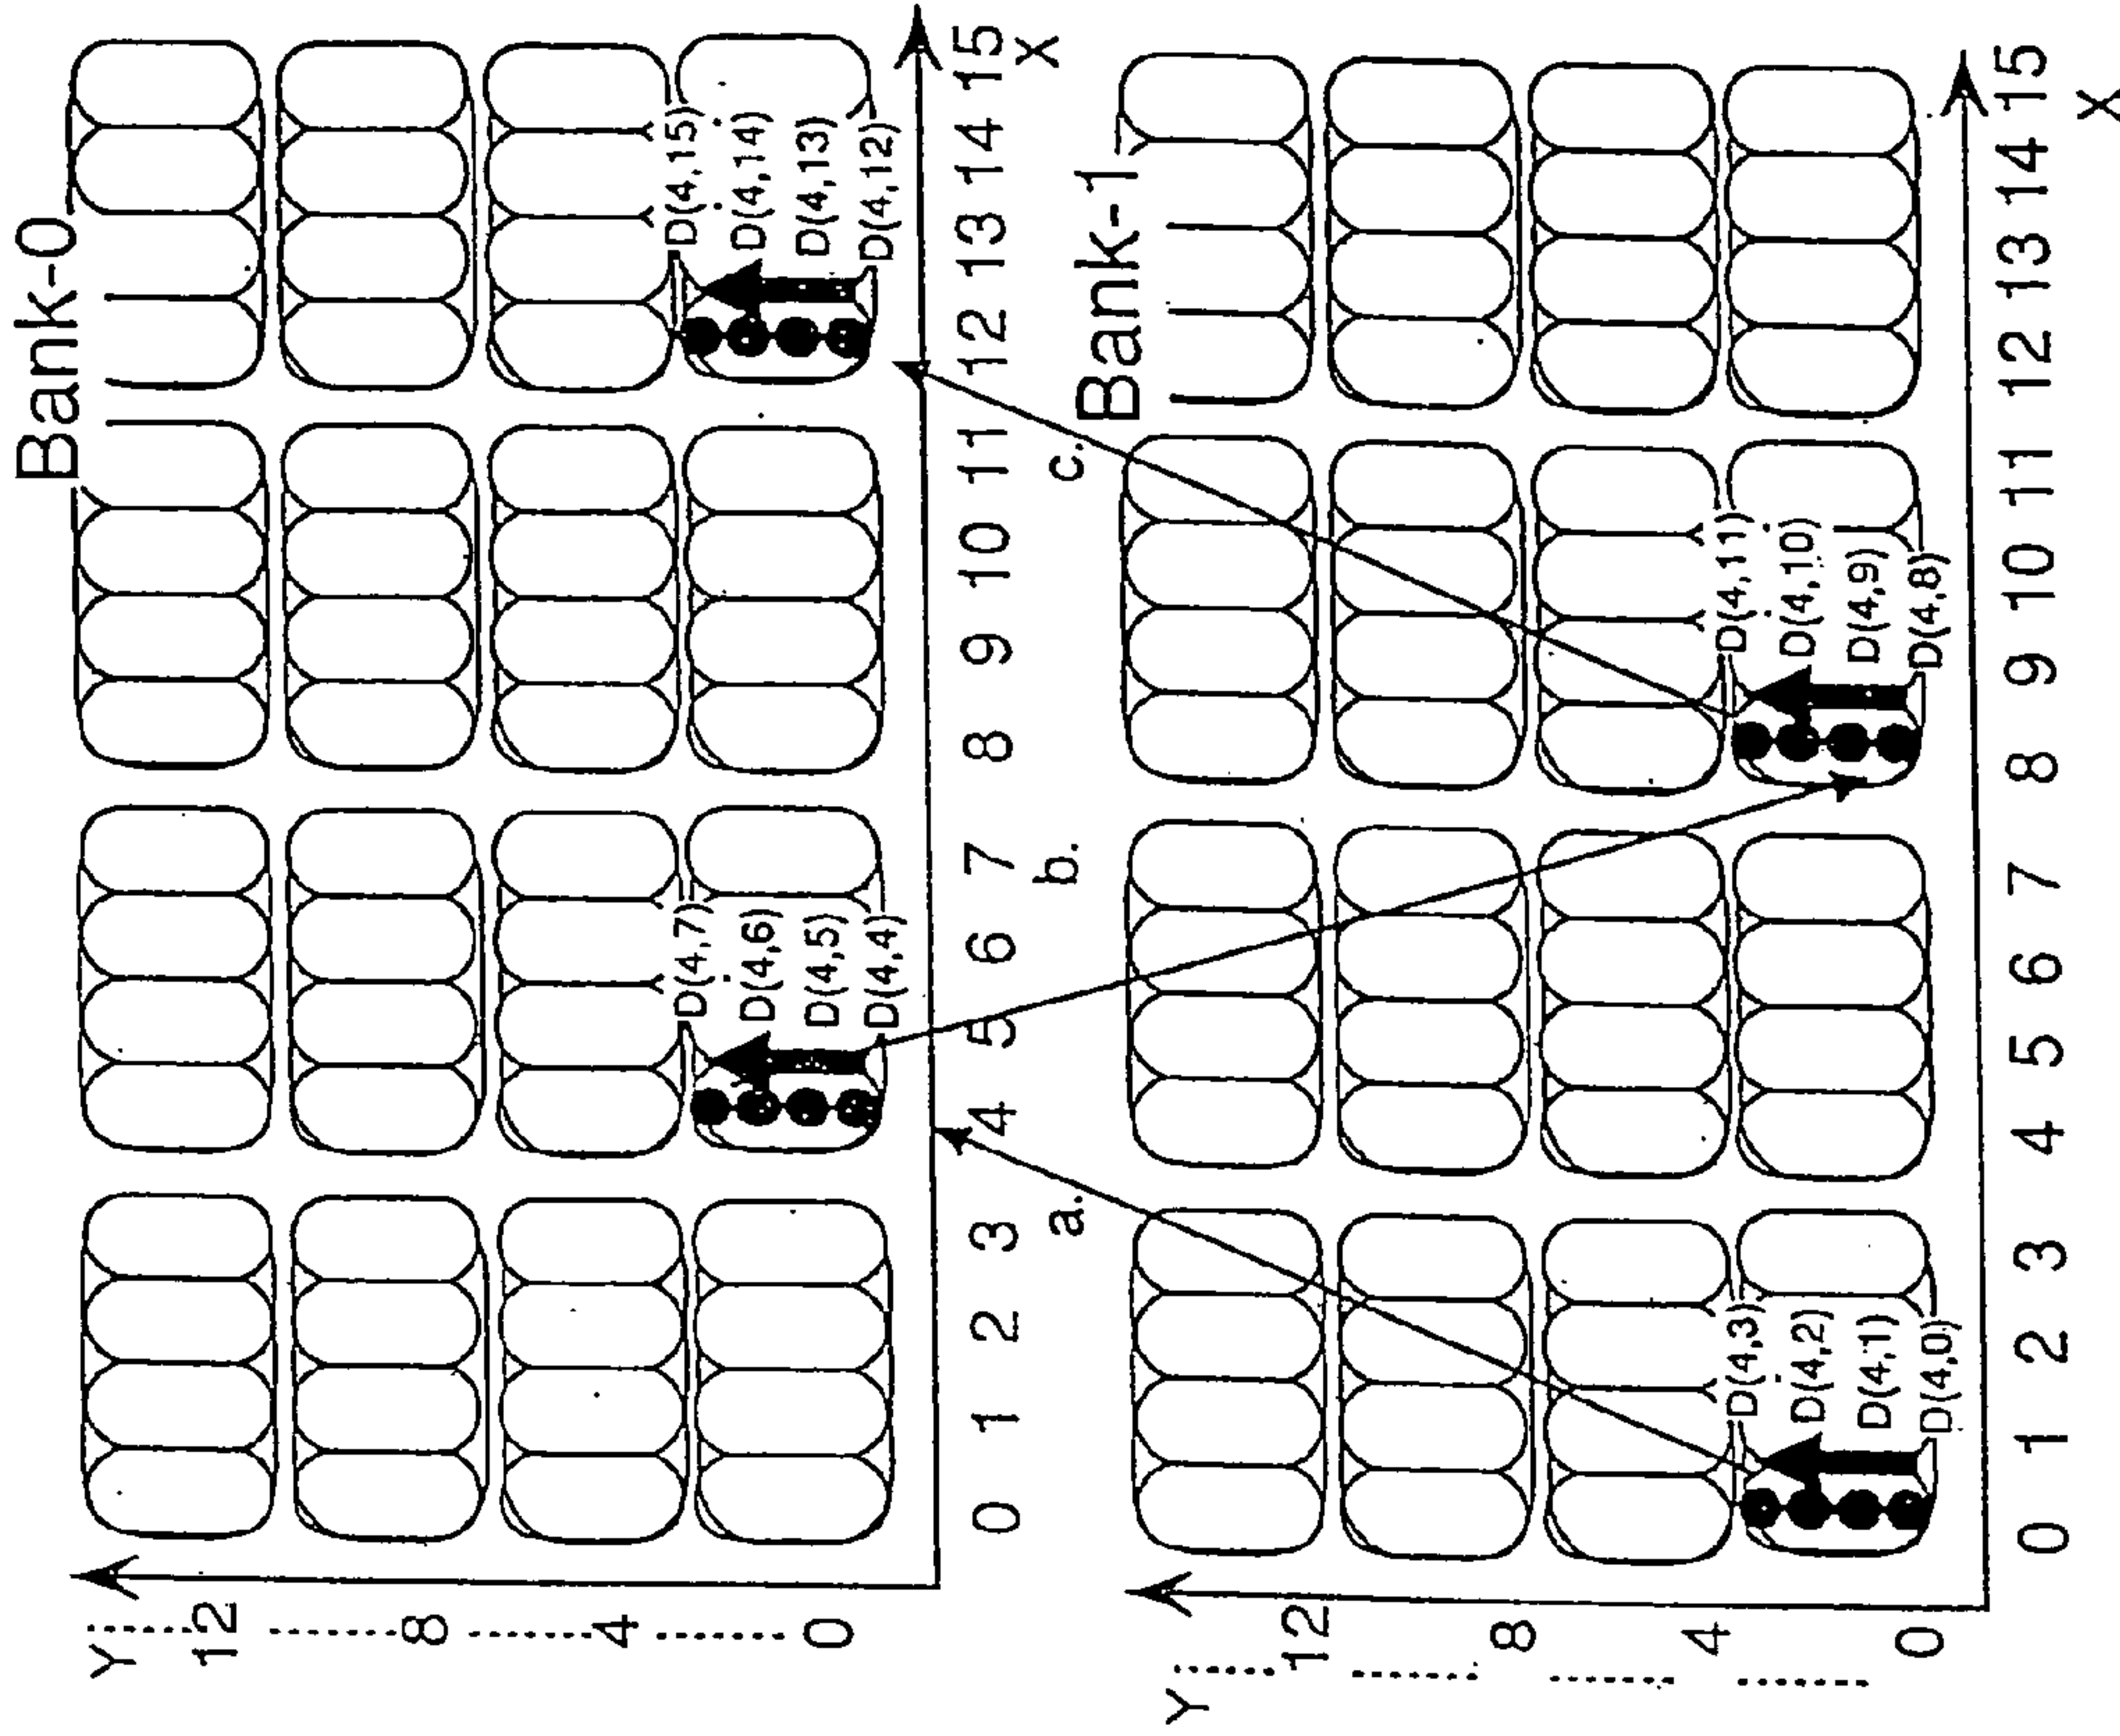 Bank-0
Y
12
8
4
0
D(4,7)
D(4,6)
D(4,5)
D(4,4)
D(4,15)
D(4,14)
D(4,13)
D(4,12)
0 1 2 3 4 5 6 7 8 9 10 11 12 13 14 15
X
a.
b.
c.
Bank-1
Y
12
8
4
0
D(4,3)
D(4,2)
D(4,1)
D(4,0)
D(4,11)
D(4,10)
D(4,9)
D(4,8)
0 1 2 3 4 5 6 7 8 9 10 11 12 13 14 15
X